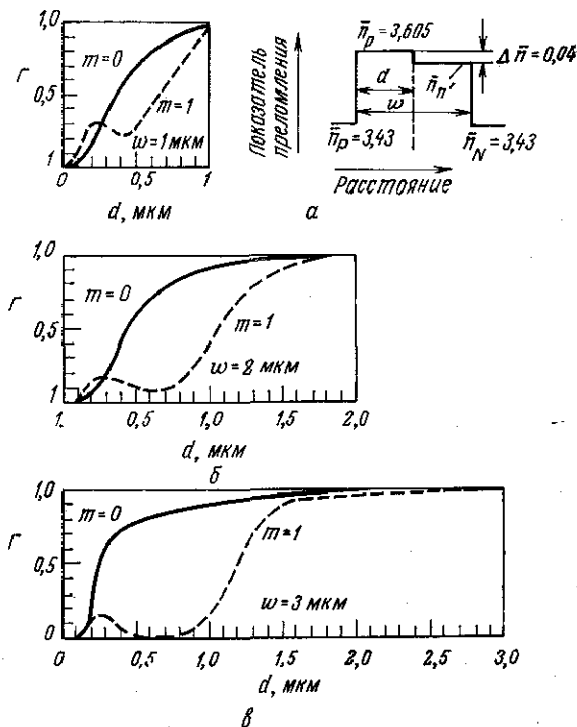 1,0
Г
0,5
0
0
0,5
1
m=0
m=1
w=1 мкм
d, мкм
Показатель
преломления
n̄p=3,605
Δn̄=0,04
d
n̄n'
w
n̄P=3,43
n̄N=3,43
Расстояние
а
1,0
Г
0,5
1
1.
0,5
1,0
1,5
2,0
m=0
m=1
w=2 мкм
d, мкм
б
1,0
Г
0,5
0
0
0,5
1,0
1,5
2,0
2,5
3,0
m=0
m=1
w=3 мкм
d, мкм
в